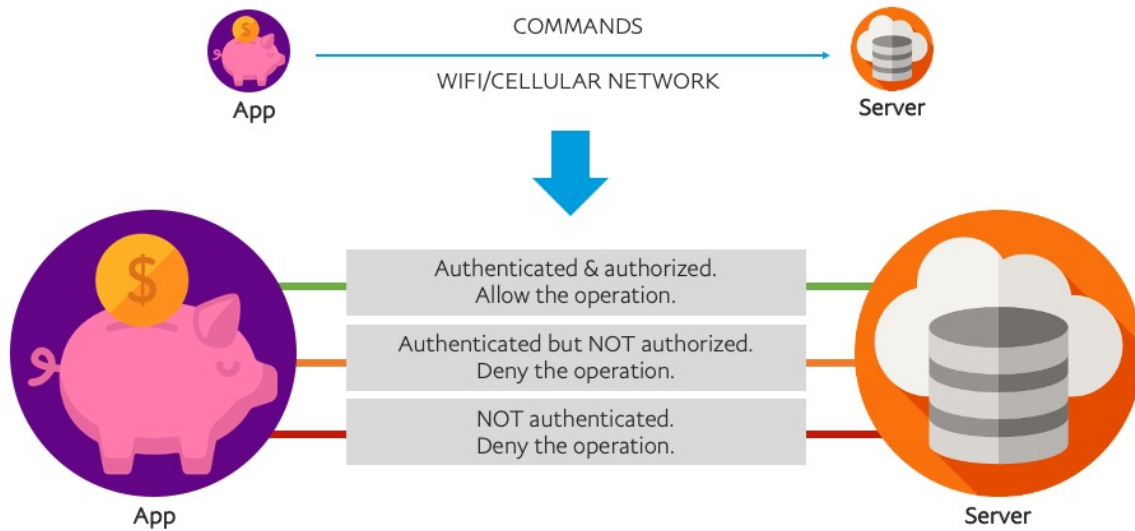 COMMANDS
WIFI/CELLULAR NETWORK
App
Server
$
Authenticated & authorized.
Allow the operation.
Authenticated but NOT authorized.
Deny the operation.
NOT authenticated.
Deny the operation.
App
Server